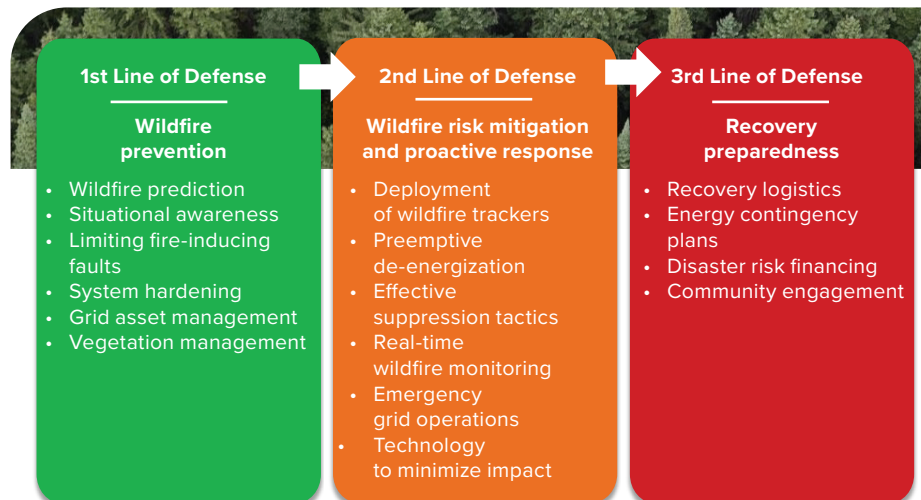 1st Line of Defense
Wildfire
prevention
• Wildfire prediction
• Situational awareness
• Limiting fire-inducing
faults
• System hardening
• Grid asset management
• Vegetation management
2nd Line of Defense
Wildfire risk mitigation
and proactive response
• Deployment
of wildfire trackers
• Preemptive
de-energization
• Effective
suppression tactics
• Real-time
wildfire monitoring
• Emergency
grid operations
• Technology
to minimize impact
3rd Line of Defense
Recovery
preparedness
• Recovery logistics
• Energy contingency
plans
• Disaster risk financing
• Community engagement